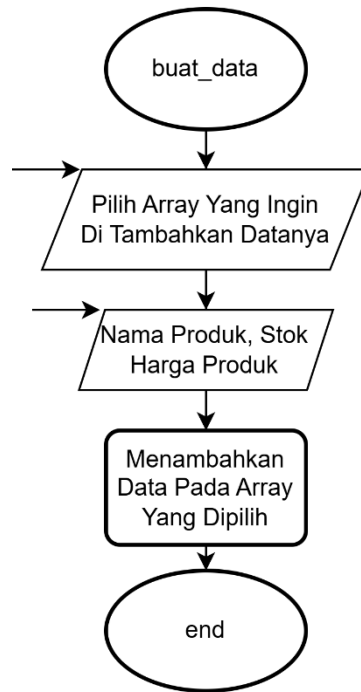 buat_data
Pilih Array Yang Ingin
Di Tambahkan Datanya
Nama Produk, Stok
Harga Produk
Menambahkan
Data Pada Array
Yang Dipilih
end